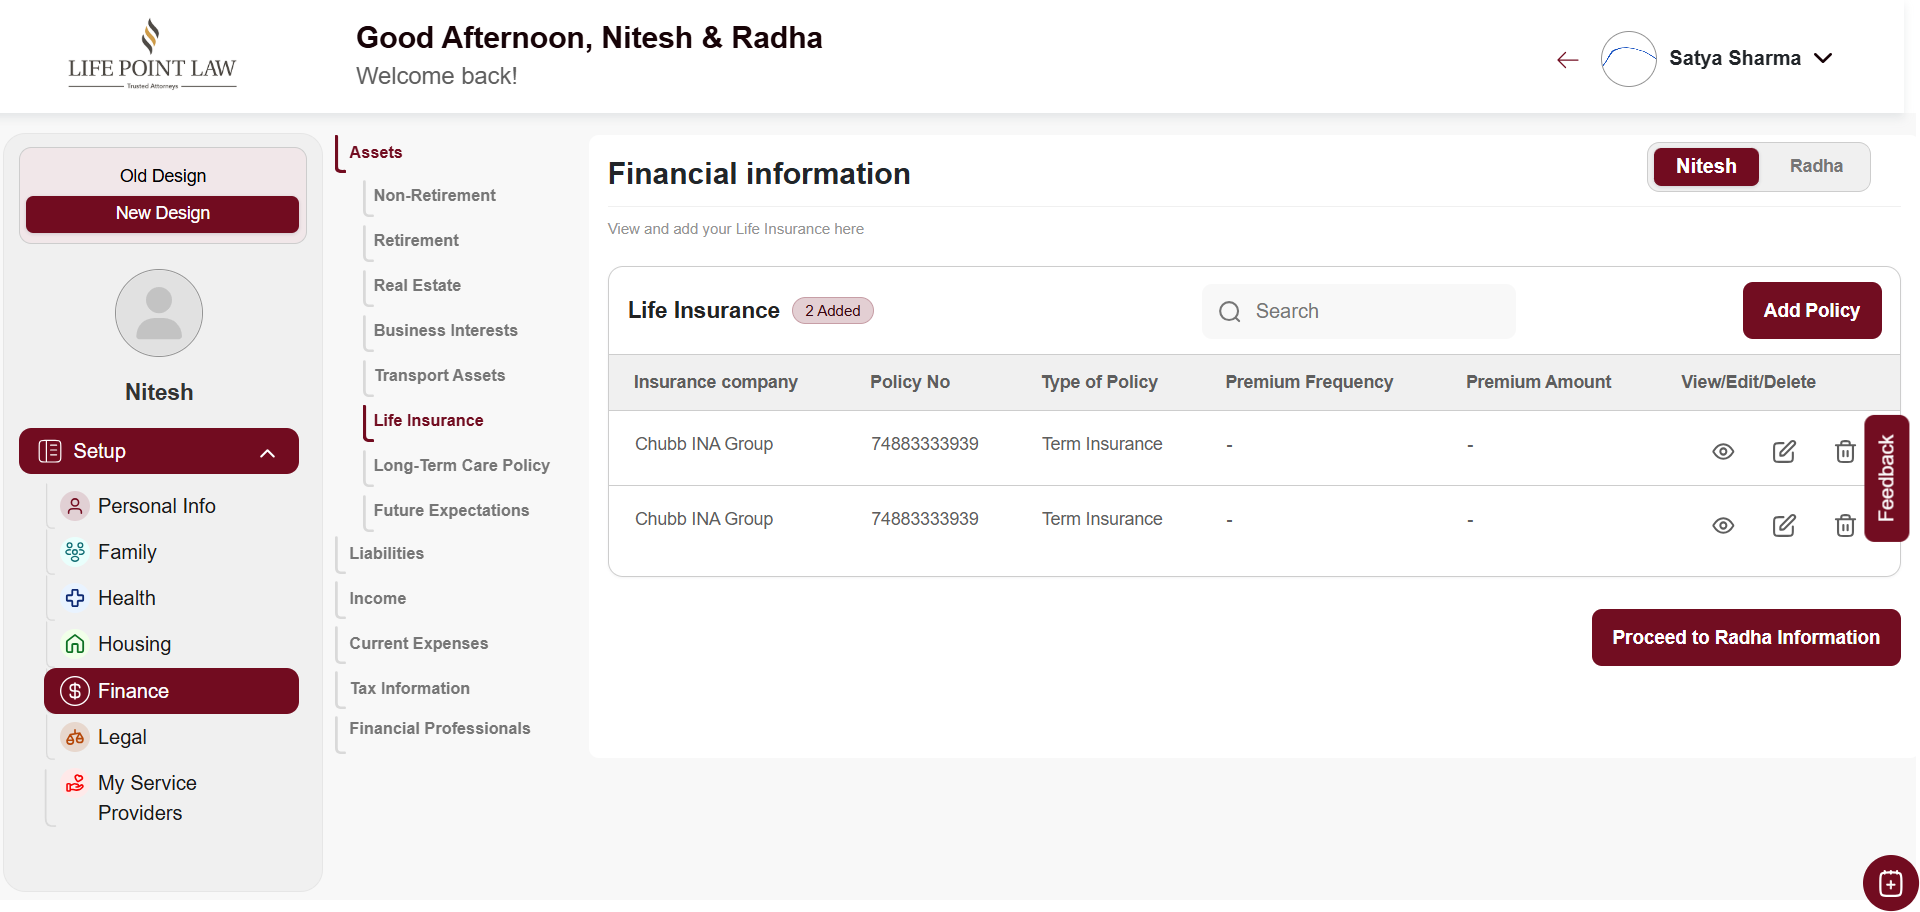 LIFE POINT LAW
Trusted Attorneys
Good Afternoon, Nitesh & Radha
Welcome back!
Satya Sharma
Old Design
New Design
Nitesh
Setup
Personal Info
Family
Health
Housing
Finance
Legal
My Service
Providers
Assets
Non-Retirement
Retirement
Real Estate
Business Interests
Transport Assets
Life Insurance
Long-Term Care Policy
Future Expectations
Liabilities
Income
Current Expenses
Tax Information
Financial Professionals
Financial information
Nitesh Radha
View and add your Life Insurance here
Life Insurance 2 Added Search Add Policy
Insurance company Policy No Type of Policy Premium Frequency Premium Amount View/Edit/Delete
Chubb INA Group 74883333939 Term Insurance - -
Chubb INA Group 74883333939 Term Insurance - -
Feedback
Proceed to Radha Information